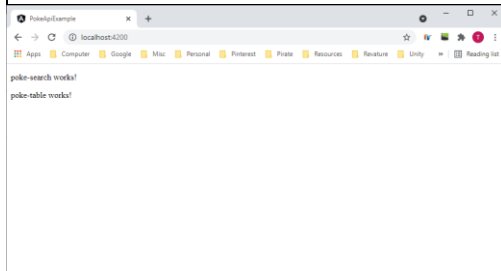 PokeApiExample
localhost:4200
Apps Computer Google Misc Personal Pinterest Pirate Resources Revature Unity » Reading list
poke-search works!
poke-table works!